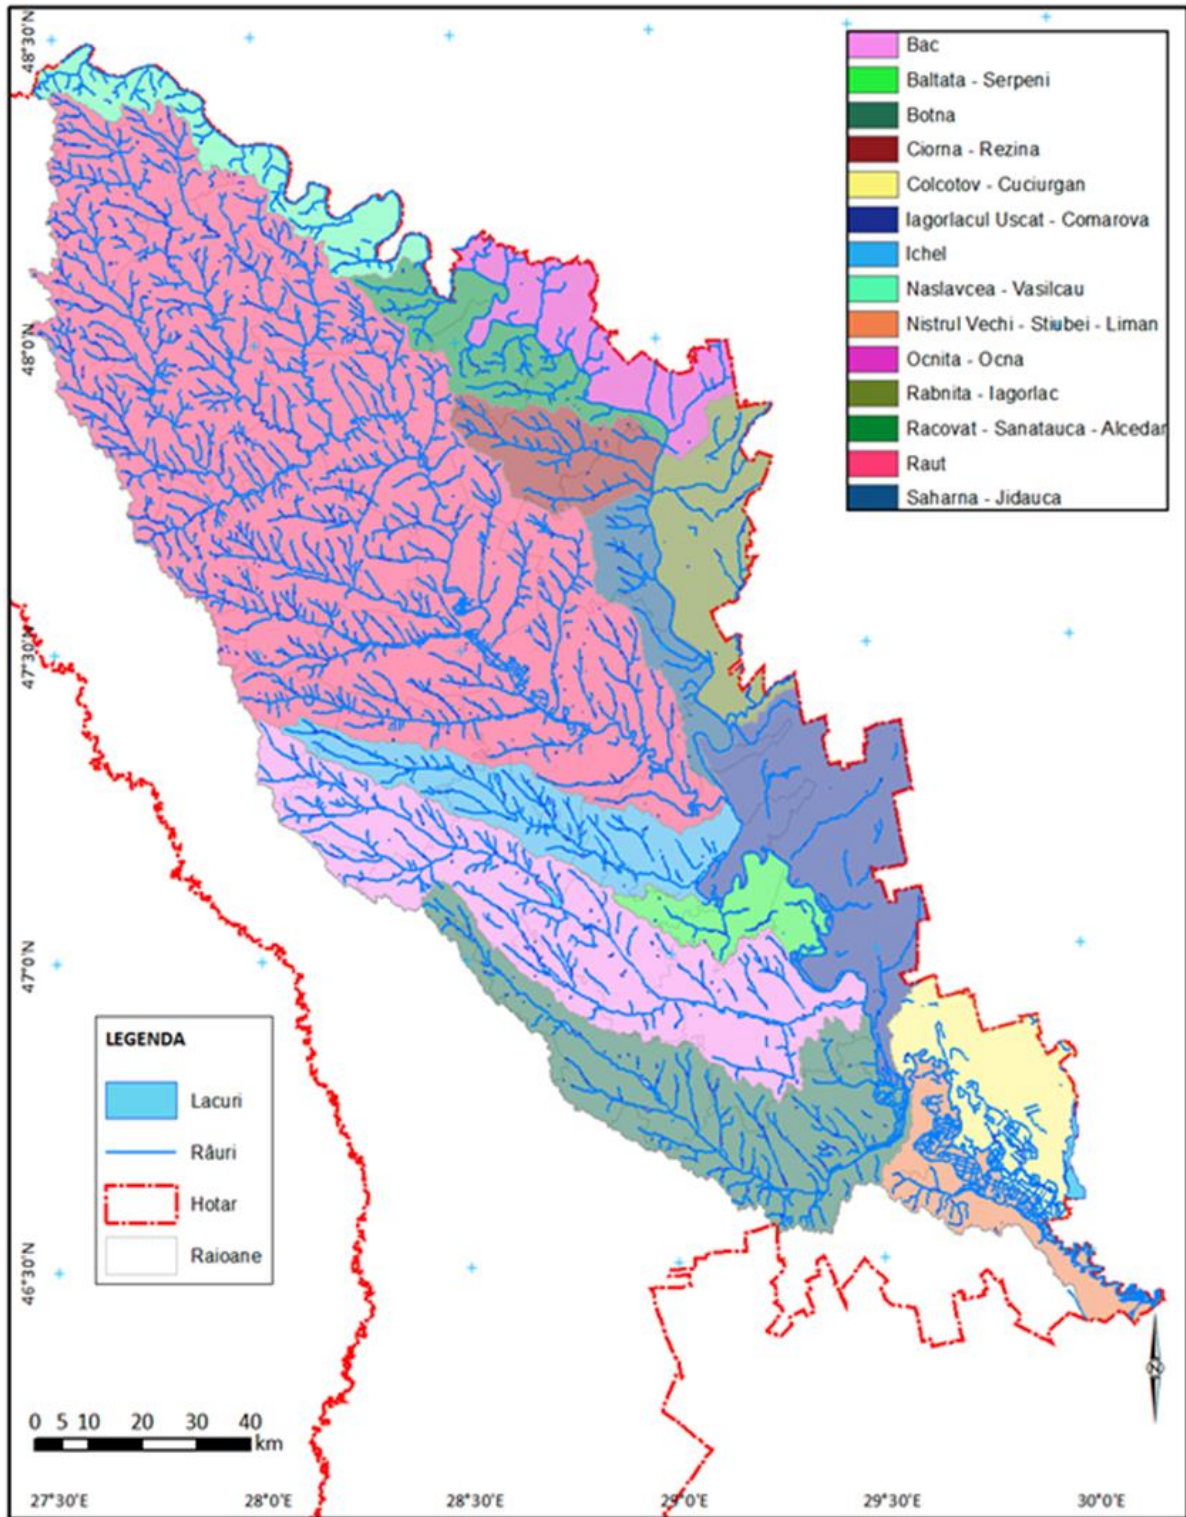 Bac
Baltata - Serpeni
Botna
Ciorna - Rezina
Colcotov - Cuciurgan
Iagorlacul Uscat - Comarova
Ichel
Naslavcea - Vasilcau
Nistrul Vechi - Stiubei - Liman
Ocnita - Ocna
Rabnita - Iagorlac
Racovat - Sanatauca - Alcedar
Raut
Saharna - Jidauca
48°30'N
48°0'N
47°30'N
47°0'N
46°30'N
LEGENDA
Lacuri
Râuri
Hotar
Raioane
0 5 10 20 30 40
km
27°30'E 28°0'E 28°30'E 29°0'E 29°30'E 30°0'E
N